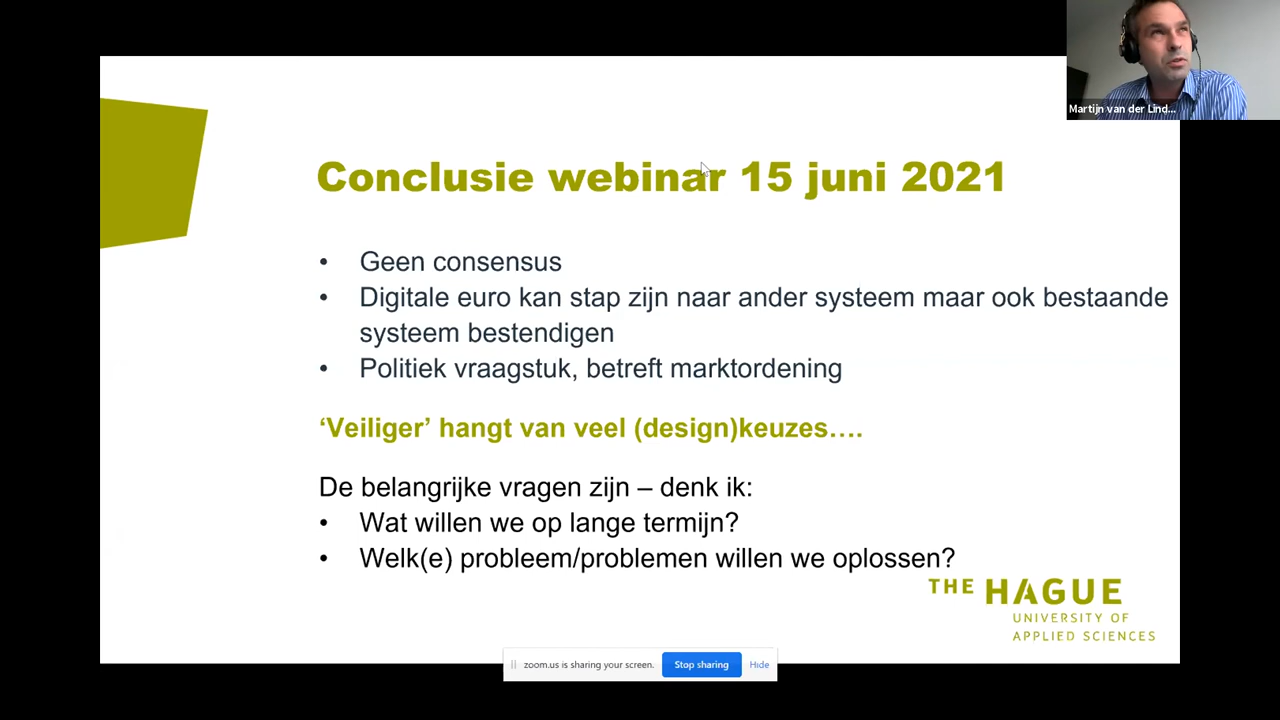 Martijn van der Lind...
Conclusie webinar 15 juni 2021
• Geen consensus
• Digitale euro kan stap zijn naar ander systeem maar ook bestaande
systeem bestendigen
• Politiek vraagstuk, betreft marktordening
‘Veiliger’ hangt van veel (design)keuzes….
De belangrijke vragen zijn – denk ik:
• Wat willen we op lange termijn?
• Welk(e) probleem/problemen willen we oplossen?
THE HAGUE
UNIVERSITY OF
APPLIED SCIENCES
zoom.us is sharing your screen. Stop sharing Hide